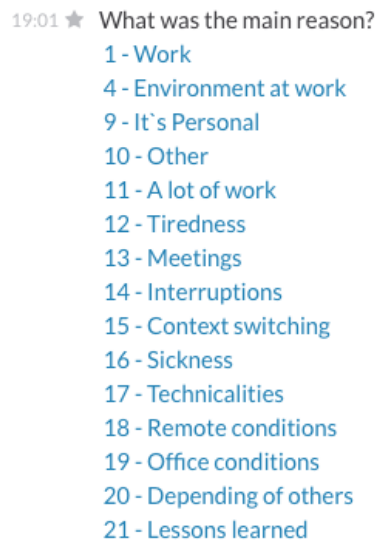 19:01 ★ What was the main reason?
1 - Work
4 - Environment at work
9 - It`s Personal
10 - Other
11 - A lot of work
12 - Tiredness
13 - Meetings
14 - Interruptions
15 - Context switching
16 - Sickness
17 - Technicalities
18 - Remote conditions
19 - Office conditions
20 - Depending of others
21 - Lessons learned